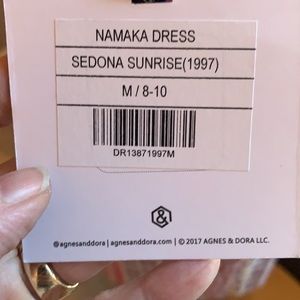 NAMAKA DRESS
SEDONA SUNRISE(1997)
M / 8-10
DR13871997M
&
@agnesanddora | agnesanddora.com | © 2017 AGNES & DORA LLC.